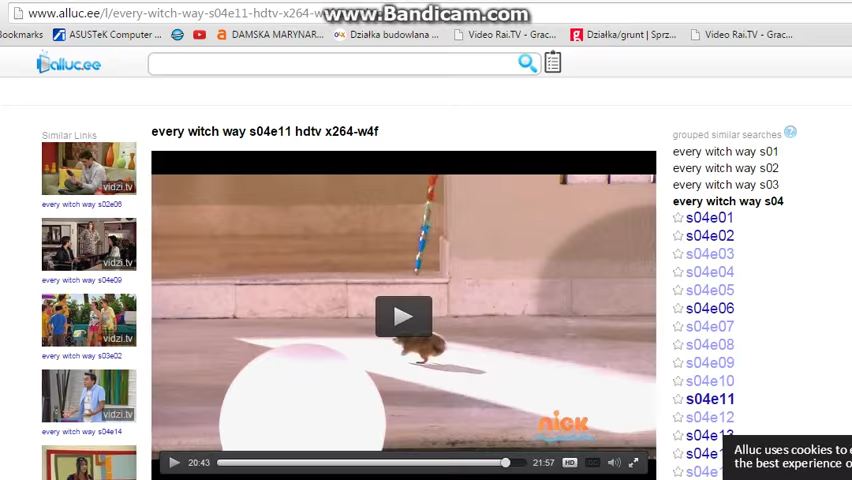 www.alluc.ee/l/every-witch-way-s04e11-hdtv-x264-w
www.Bandicam.com
Bookmarks
ASUSTeK Computer ...
DAMSKA MARYNAR...
Działka budowlana ...
Video Rai.TV - Grac...
Działka/grunt | Sprz...
Video Rai.TV - Grac...
alluc.ee
Similar Links
vidzi.tv
every witch way s02e06
vidzi.tv
every witch way s04e09
vidzi.tv
every witch way s03e02
vidzi.tv
every witch way s04e14
every witch way s04e11 hdtv x264-w4f
nick
20:43
21:57
HD
CC
grouped similar searches ?
every witch way s01
every witch way s02
every witch way s03
every witch way s04
s04e01
s04e02
s04e03
s04e04
s04e05
s04e06
s04e07
s04e08
s04e09
s04e10
s04e11
s04e12
s04e13
Alluc uses cookies to
the best experience o